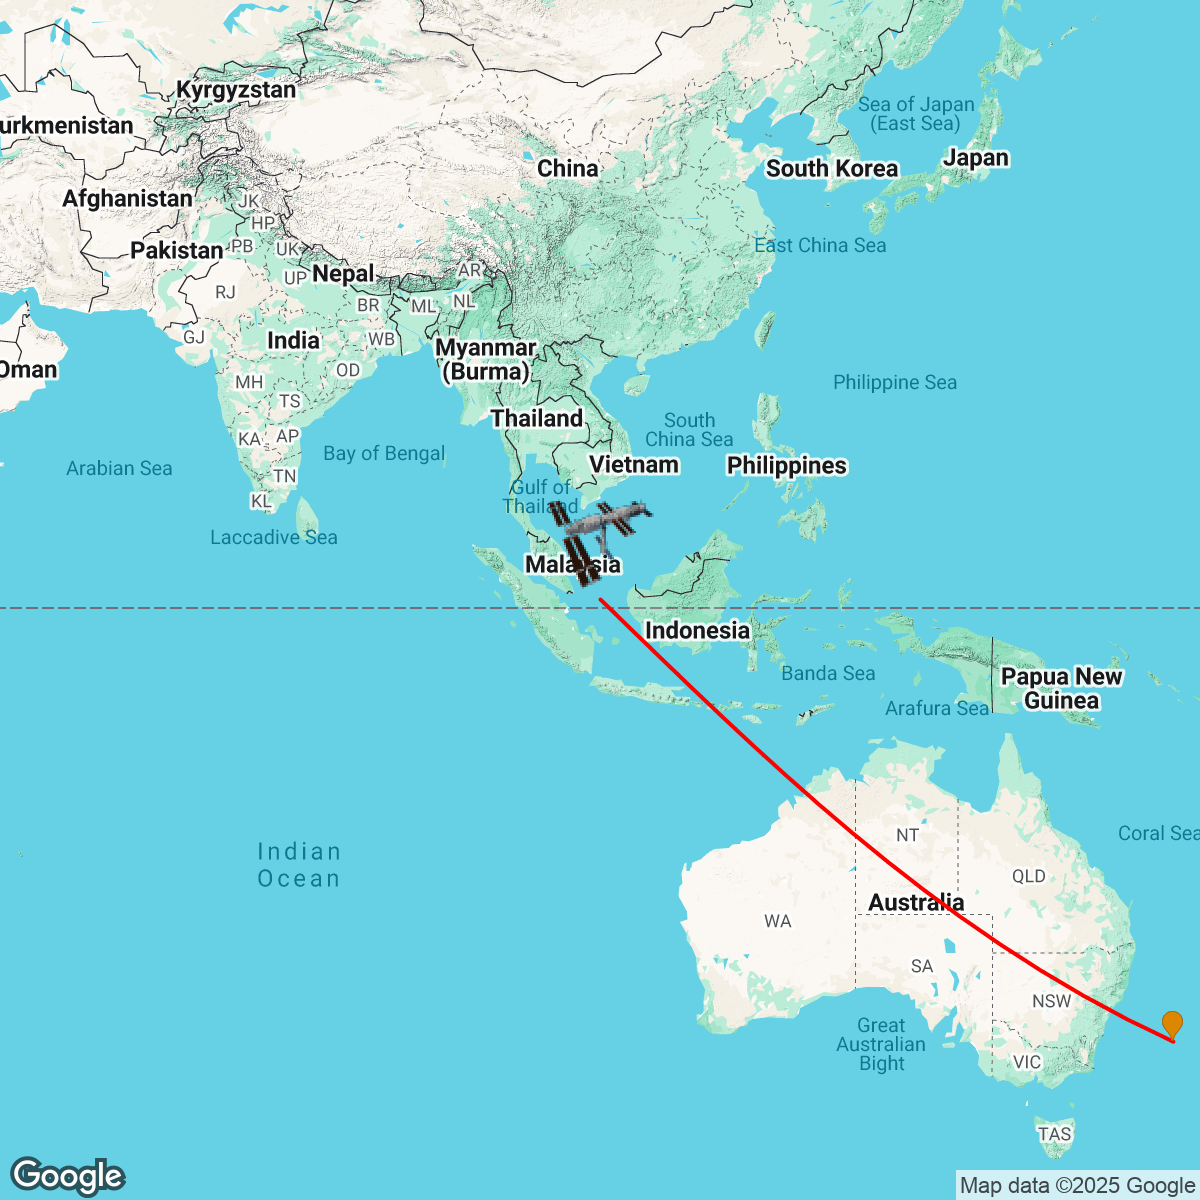 Kyrgyzstan
urkmenistan
Sea of Japan
(East Sea)
China
South Korea
Japan
Afghanistan
JK
HP
Pakistan
PB
UK
East China Sea
Nepal
AR
UP
RJ
BR
ML
NL
GJ
India
WB
Myanmar
(Burma)
Oman
OD
MH
Philippine Sea
TS
Thailand
South
China Sea
KA
AP
Bay of Bengal
Arabian Sea
Vietnam
Philippines
TN
Gulf of
Thailand
KL
Laccadive Sea
Malaysia
Indonesia
Banda Sea
Papua New
Guinea
Arafura Sea
NT
Coral Sea
Indian
Ocean
QLD
Australia
WA
SA
NSW
Great
Australian
Bight
VIC
TAS
Google
Map data ©2025 Google